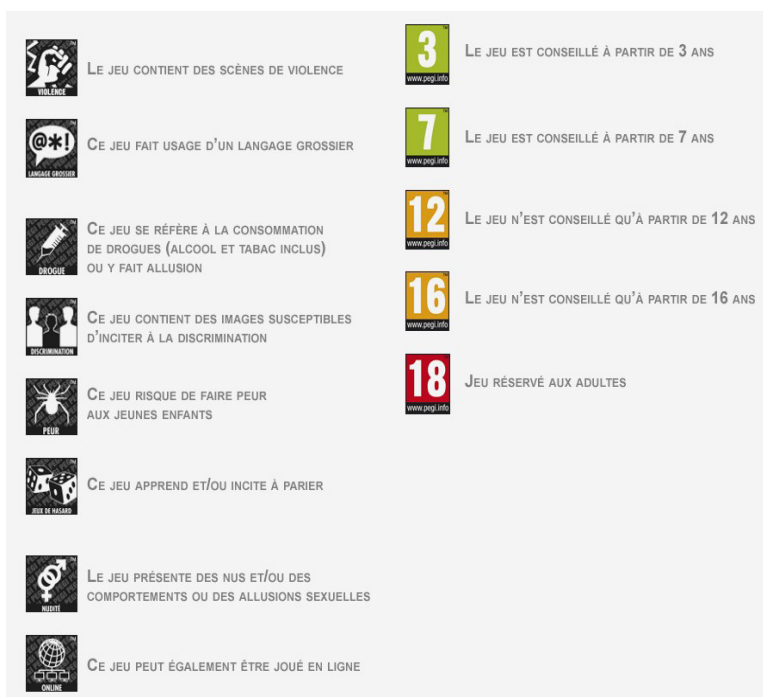 VIOLENCE
LE JEU CONTIENT DES SCÈNES DE VIOLENCE
@*!
LANGAGE GROSSIER
CE JEU FAIT USAGE D'UN LANGAGE GROSSIER
DROGUE
CE JEU SE RÉFÈRE À LA CONSOMMATION
DE DROGUES (ALCOOL ET TABAC INCLUS)
OU Y FAIT ALLUSION
DISCRIMINATION
CE JEU CONTIENT DES IMAGES SUSCEPTIBLES
D'INCITER À LA DISCRIMINATION
PEUR
CE JEU RISQUE DE FAIRE PEUR
AUX JEUNES ENFANTS
JEUX DE HASARD
CE JEU APPREND ET/OU INCITE À PARIER
NUDITÉ
LE JEU PRÉSENTE DES NUS ET/OU DES
COMPORTEMENTS OU DES ALLUSIONS SEXUELLES
ONLINE
CE JEU PEUT ÉGALEMENT ÊTRE JOUÉ EN LIGNE
3
www.pegi.info
LE JEU EST CONSEILLÉ À PARTIR DE 3 ANS
7
www.pegi.info
LE JEU EST CONSEILLÉ À PARTIR DE 7 ANS
12
www.pegi.info
LE JEU N'EST CONSEILLÉ QU'À PARTIR DE 12 ANS
16
www.pegi.info
LE JEU N'EST CONSEILLÉ QU'À PARTIR DE 16 ANS
18
www.pegi.info
JEU RÉSERVÉ AUX ADULTES